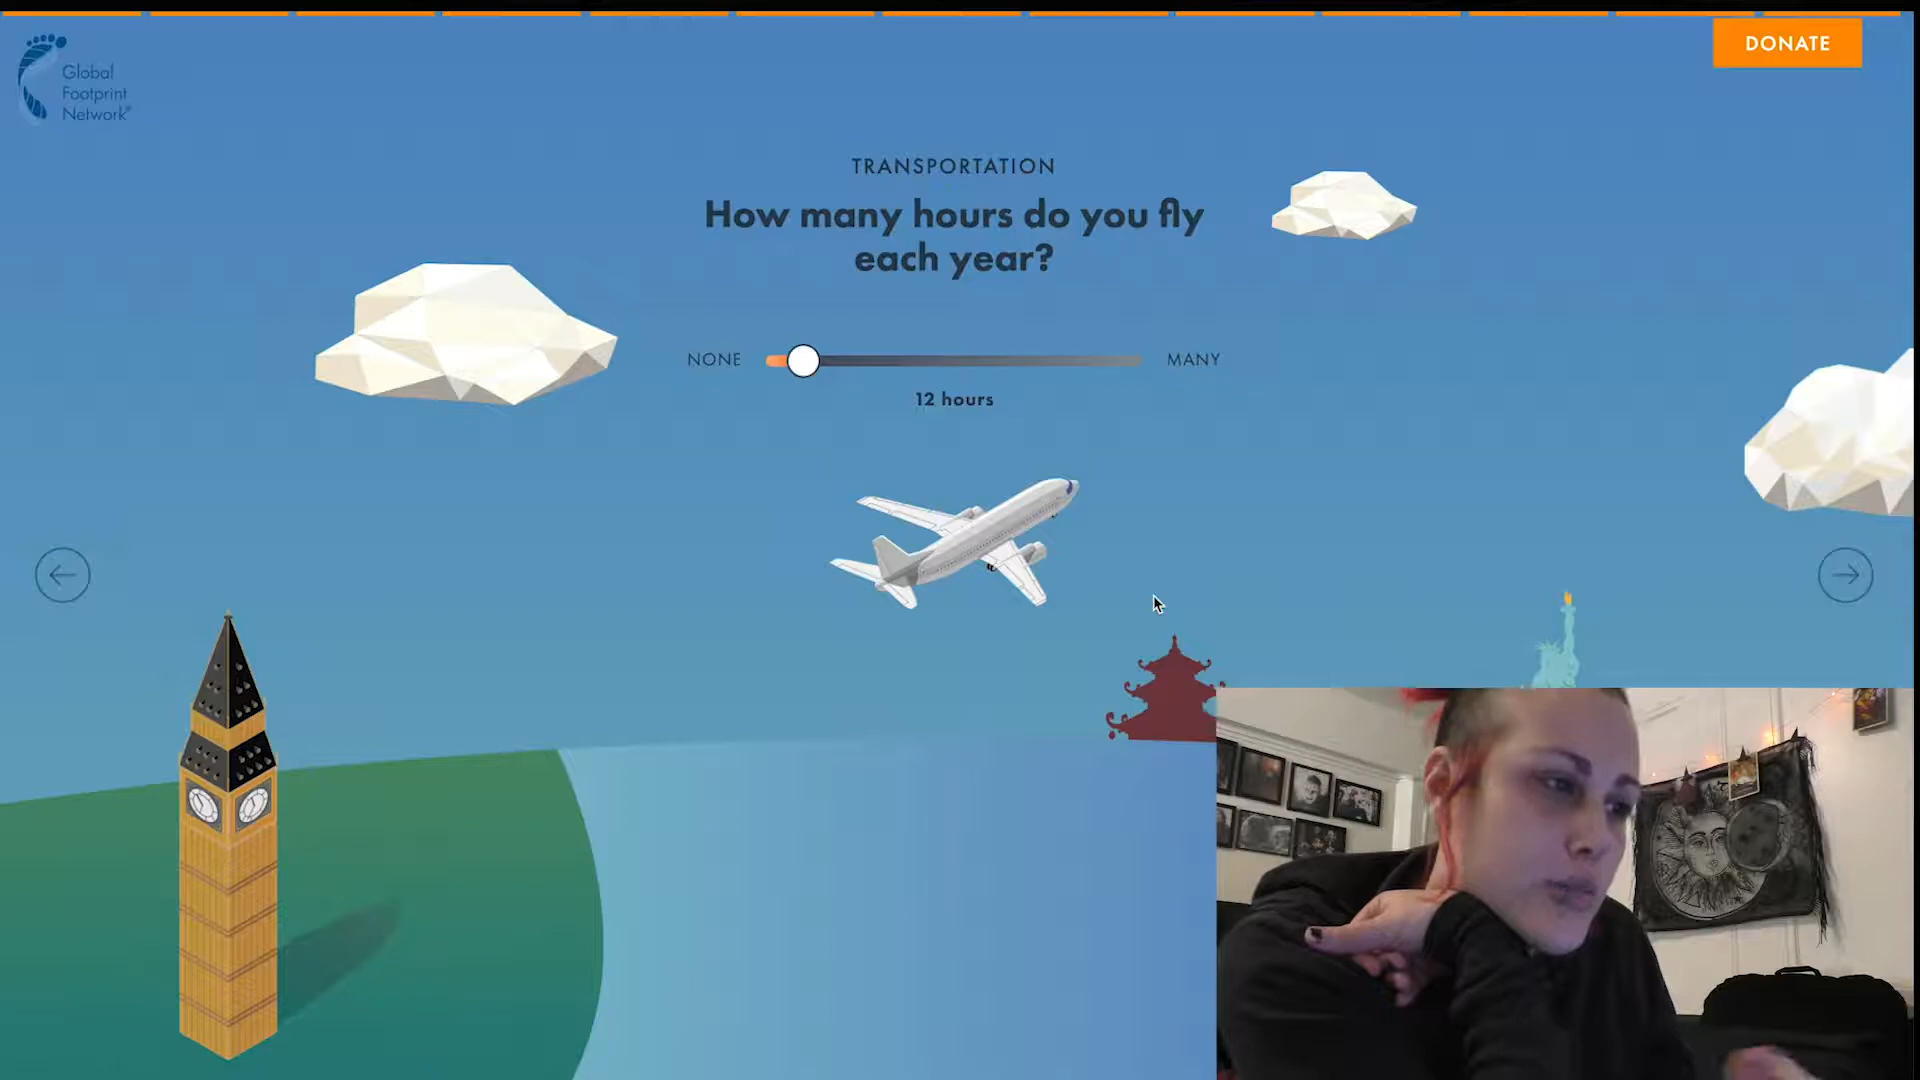 DONATE
Global
Footprint
Network®
TRANSPORTATION
How many hours do you fly
each year?
NONE
MANY
12 hours